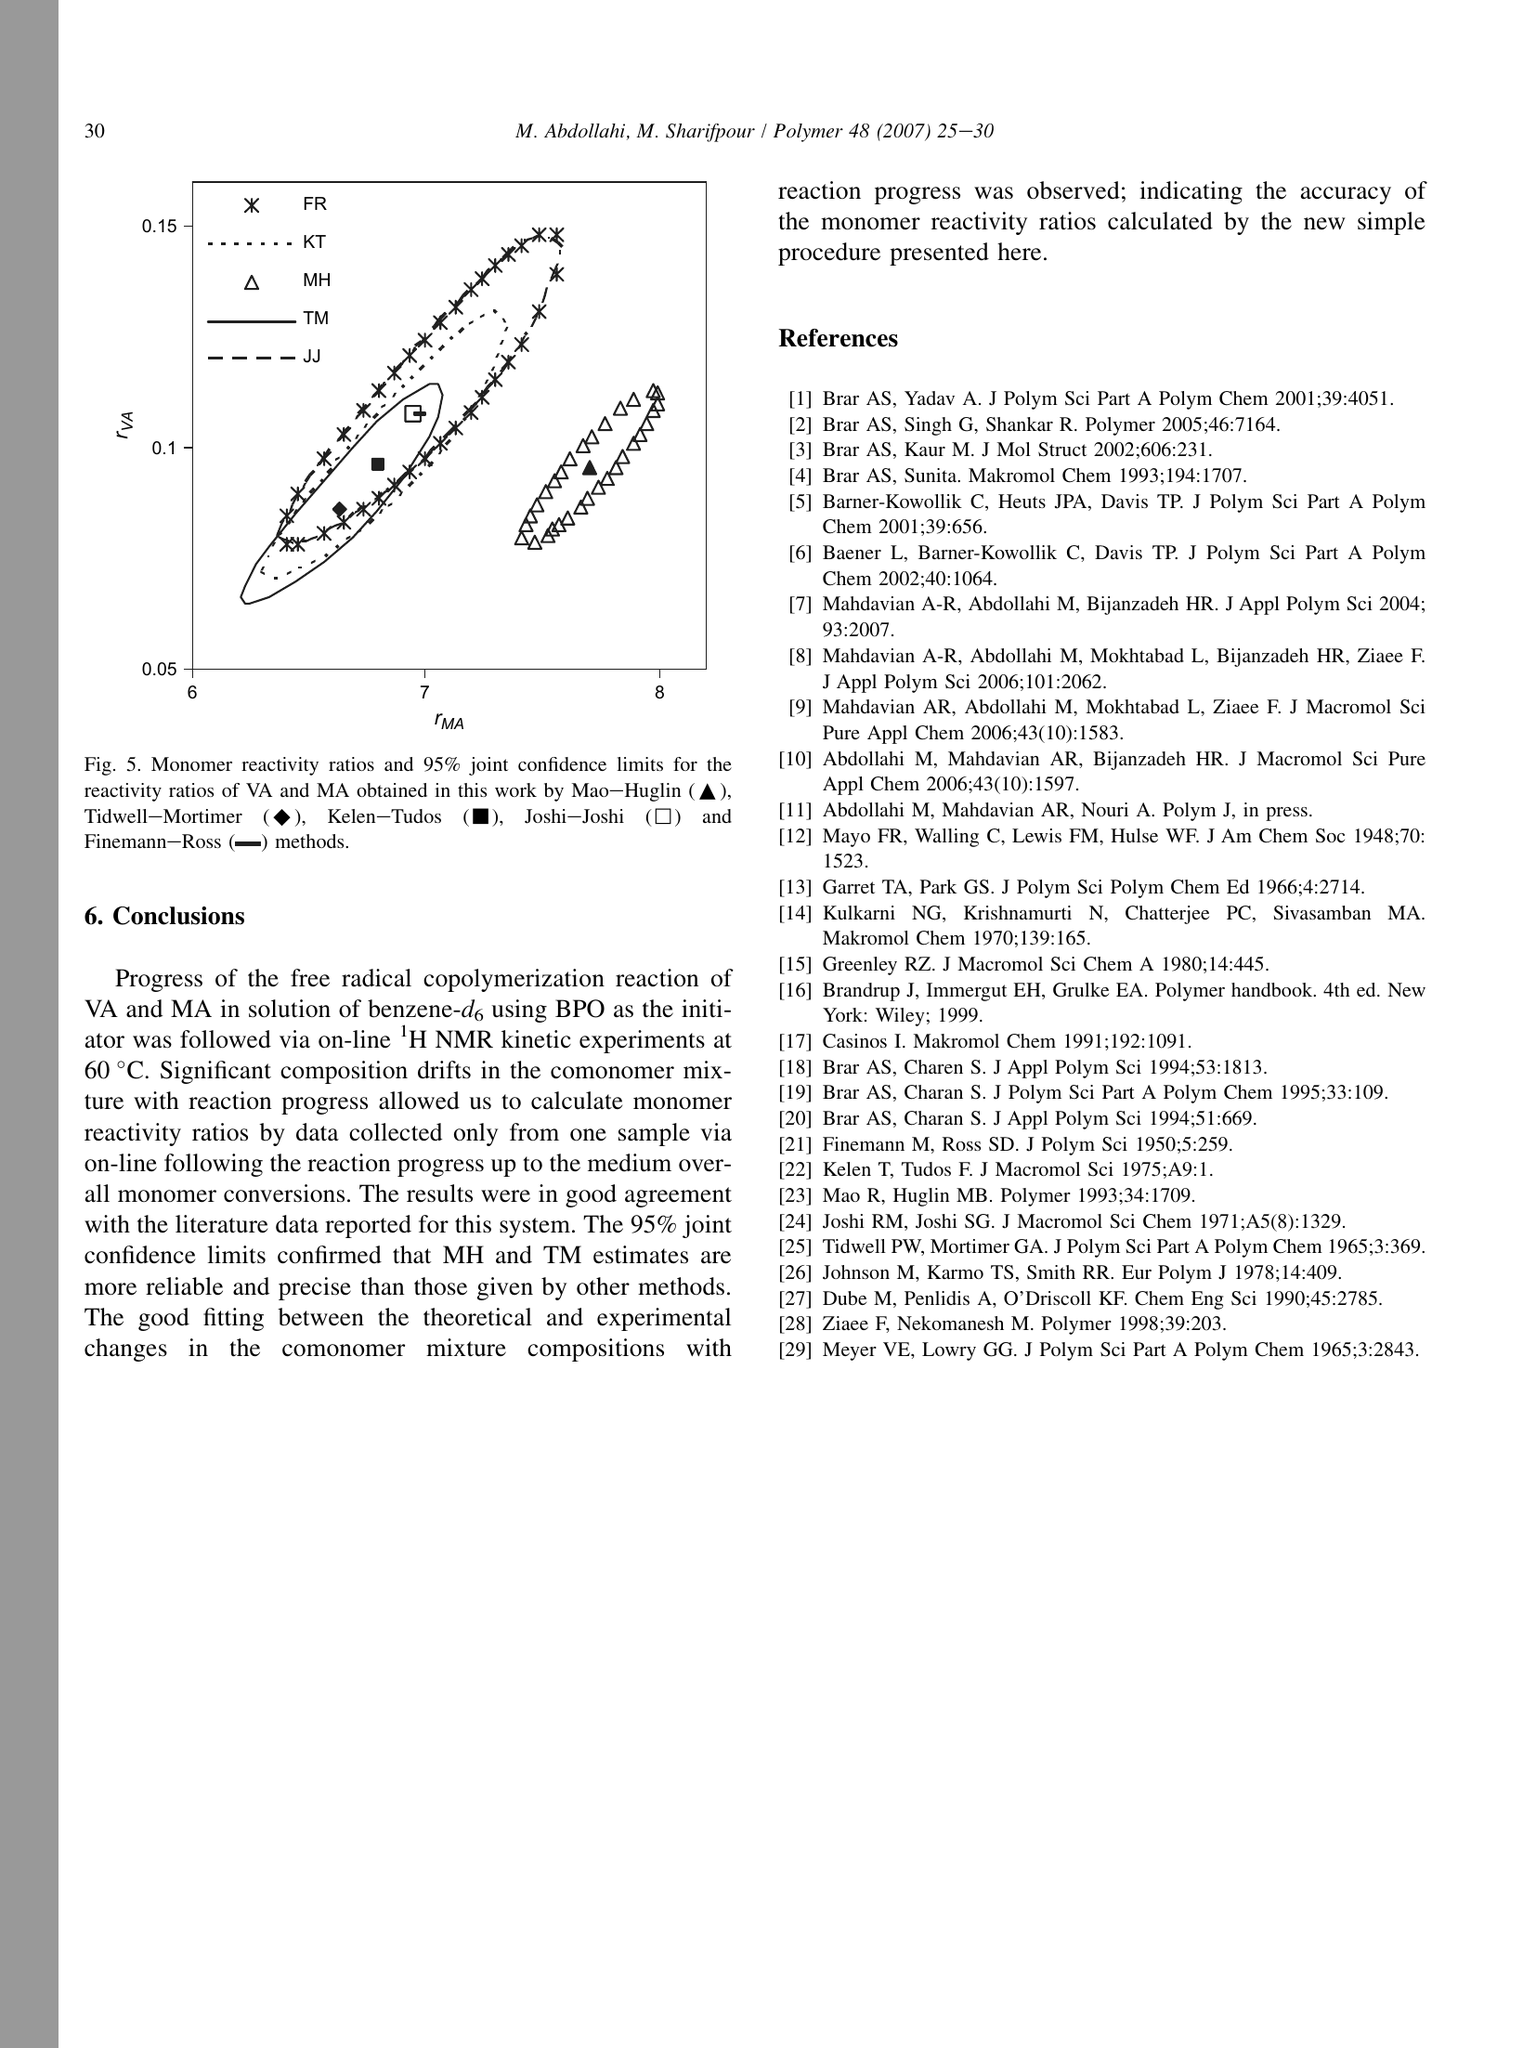 30
M. Abdollahi, M. Sharifpour / Polymer 48 (2007) 25–30
FR
KT
MH
TM
JJ
0.15
0.1
0.05
r_VA
6
7
8
r_MA
Fig. 5. Monomer reactivity ratios and 95% joint confidence limits for the
reactivity ratios of VA and MA obtained in this work by Mao–Huglin (▲),
Tidwell–Mortimer (◆), Kelen–Tudos (■), Joshi–Joshi (□) and
Finemann–Ross (—) methods.
6. Conclusions
Progress of the free radical copolymerization reaction of
VA and MA in solution of benzene-d6 using BPO as the initi-
ator was followed via on-line 1H NMR kinetic experiments at
60 °C. Significant composition drifts in the comonomer mix-
ture with reaction progress allowed us to calculate monomer
reactivity ratios by data collected only from one sample via
on-line following the reaction progress up to the medium over-
all monomer conversions. The results were in good agreement
with the literature data reported for this system. The 95% joint
confidence limits confirmed that MH and TM estimates are
more reliable and precise than those given by other methods.
The good fitting between the theoretical and experimental
changes in the comonomer mixture compositions with
reaction progress was observed; indicating the accuracy of
the monomer reactivity ratios calculated by the new simple
procedure presented here.
References
[1] Brar AS, Yadav A. J Polym Sci Part A Polym Chem 2001;39:4051.
[2] Brar AS, Singh G, Shankar R. Polymer 2005;46:7164.
[3] Brar AS, Kaur M. J Mol Struct 2002;606:231.
[4] Brar AS, Sunita. Makromol Chem 1993;194:1707.
[5] Barner-Kowollik C, Heuts JPA, Davis TP. J Polym Sci Part A Polym
Chem 2001;39:656.
[6] Baener L, Barner-Kowollik C, Davis TP. J Polym Sci Part A Polym
Chem 2002;40:1064.
[7] Mahdavian A-R, Abdollahi M, Bijanzadeh HR. J Appl Polym Sci 2004;
93:2007.
[8] Mahdavian A-R, Abdollahi M, Mokhtabad L, Bijanzadeh HR, Ziaee F.
J Appl Polym Sci 2006;101:2062.
[9] Mahdavian AR, Abdollahi M, Mokhtabad L, Ziaee F. J Macromol Sci
Pure Appl Chem 2006;43(10):1583.
[10] Abdollahi M, Mahdavian AR, Bijanzadeh HR. J Macromol Sci Pure
Appl Chem 2006;43(10):1597.
[11] Abdollahi M, Mahdavian AR, Nouri A. Polym J, in press.
[12] Mayo FR, Walling C, Lewis FM, Hulse WF. J Am Chem Soc 1948;70:
1523.
[13] Garret TA, Park GS. J Polym Sci Polym Chem Ed 1966;4:2714.
[14] Kulkarni NG, Krishnamurti N, Chatterjee PC, Sivasamban MA.
Makromol Chem 1970;139:165.
[15] Greenley RZ. J Macromol Sci Chem A 1980;14:445.
[16] Brandrup J, Immergut EH, Grulke EA. Polymer handbook. 4th ed. New
York: Wiley; 1999.
[17] Casinos I. Makromol Chem 1991;192:1091.
[18] Brar AS, Charen S. J Appl Polym Sci 1994;53:1813.
[19] Brar AS, Charan S. J Polym Sci Part A Polym Chem 1995;33:109.
[20] Brar AS, Charan S. J Appl Polym Sci 1994;51:669.
[21] Finemann M, Ross SD. J Polym Sci 1950;5:259.
[22] Kelen T, Tudos F. J Macromol Sci 1975;A9:1.
[23] Mao R, Huglin MB. Polymer 1993;34:1709.
[24] Joshi RM, Joshi SG. J Macromol Sci Chem 1971;A5(8):1329.
[25] Tidwell PW, Mortimer GA. J Polym Sci Part A Polym Chem 1965;3:369.
[26] Johnson M, Karmo TS, Smith RR. Eur Polym J 1978;14:409.
[27] Dube M, Penlidis A, O'Driscoll KF. Chem Eng Sci 1990;45:2785.
[28] Ziaee F, Nekomanesh M. Polymer 1998;39:203.
[29] Meyer VE, Lowry GG. J Polym Sci Part A Polym Chem 1965;3:2843.